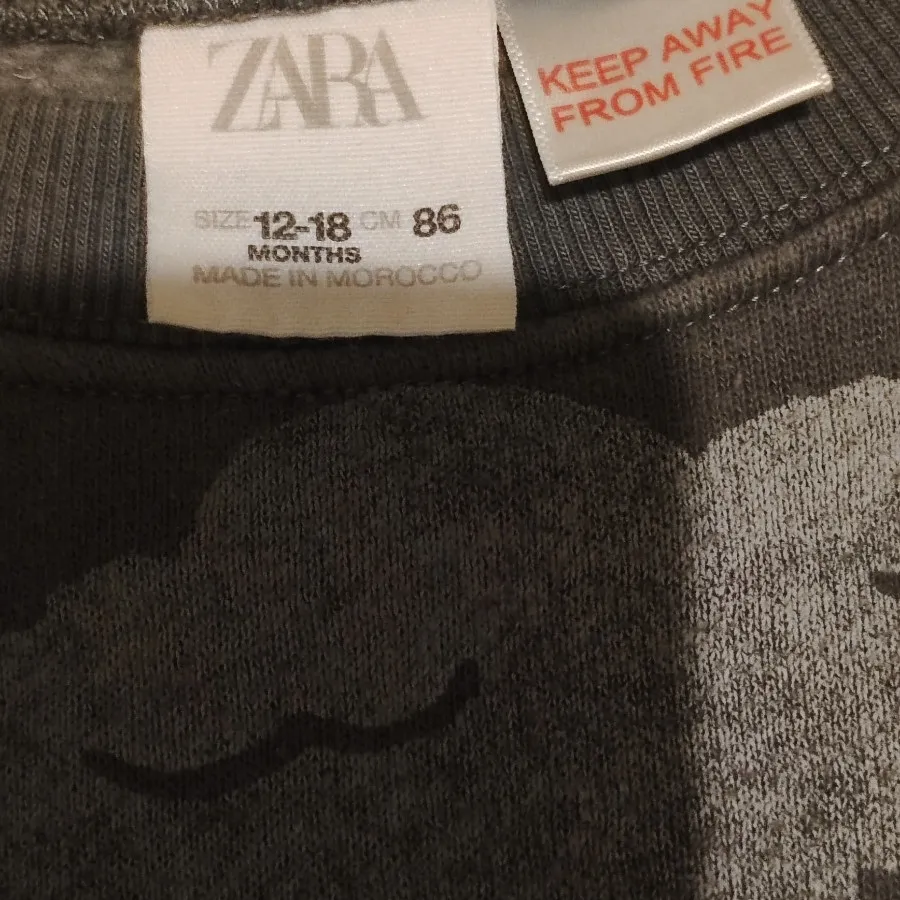 ZARA
SIZE 12-18 CM 86
MONTHS
MADE IN MOROCCO
KEEP AWAY
FROM FIRE